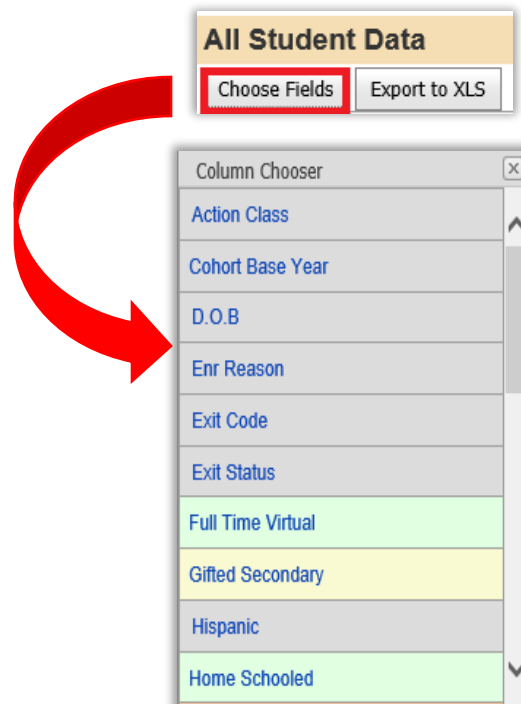 All Student Data
Choose Fields Export to XLS
Column Chooser x
Action Class
Cohort Base Year
D.O.B
Enr Reason
Exit Code
Exit Status
Full Time Virtual
Gifted Secondary
Hispanic
Home Schooled